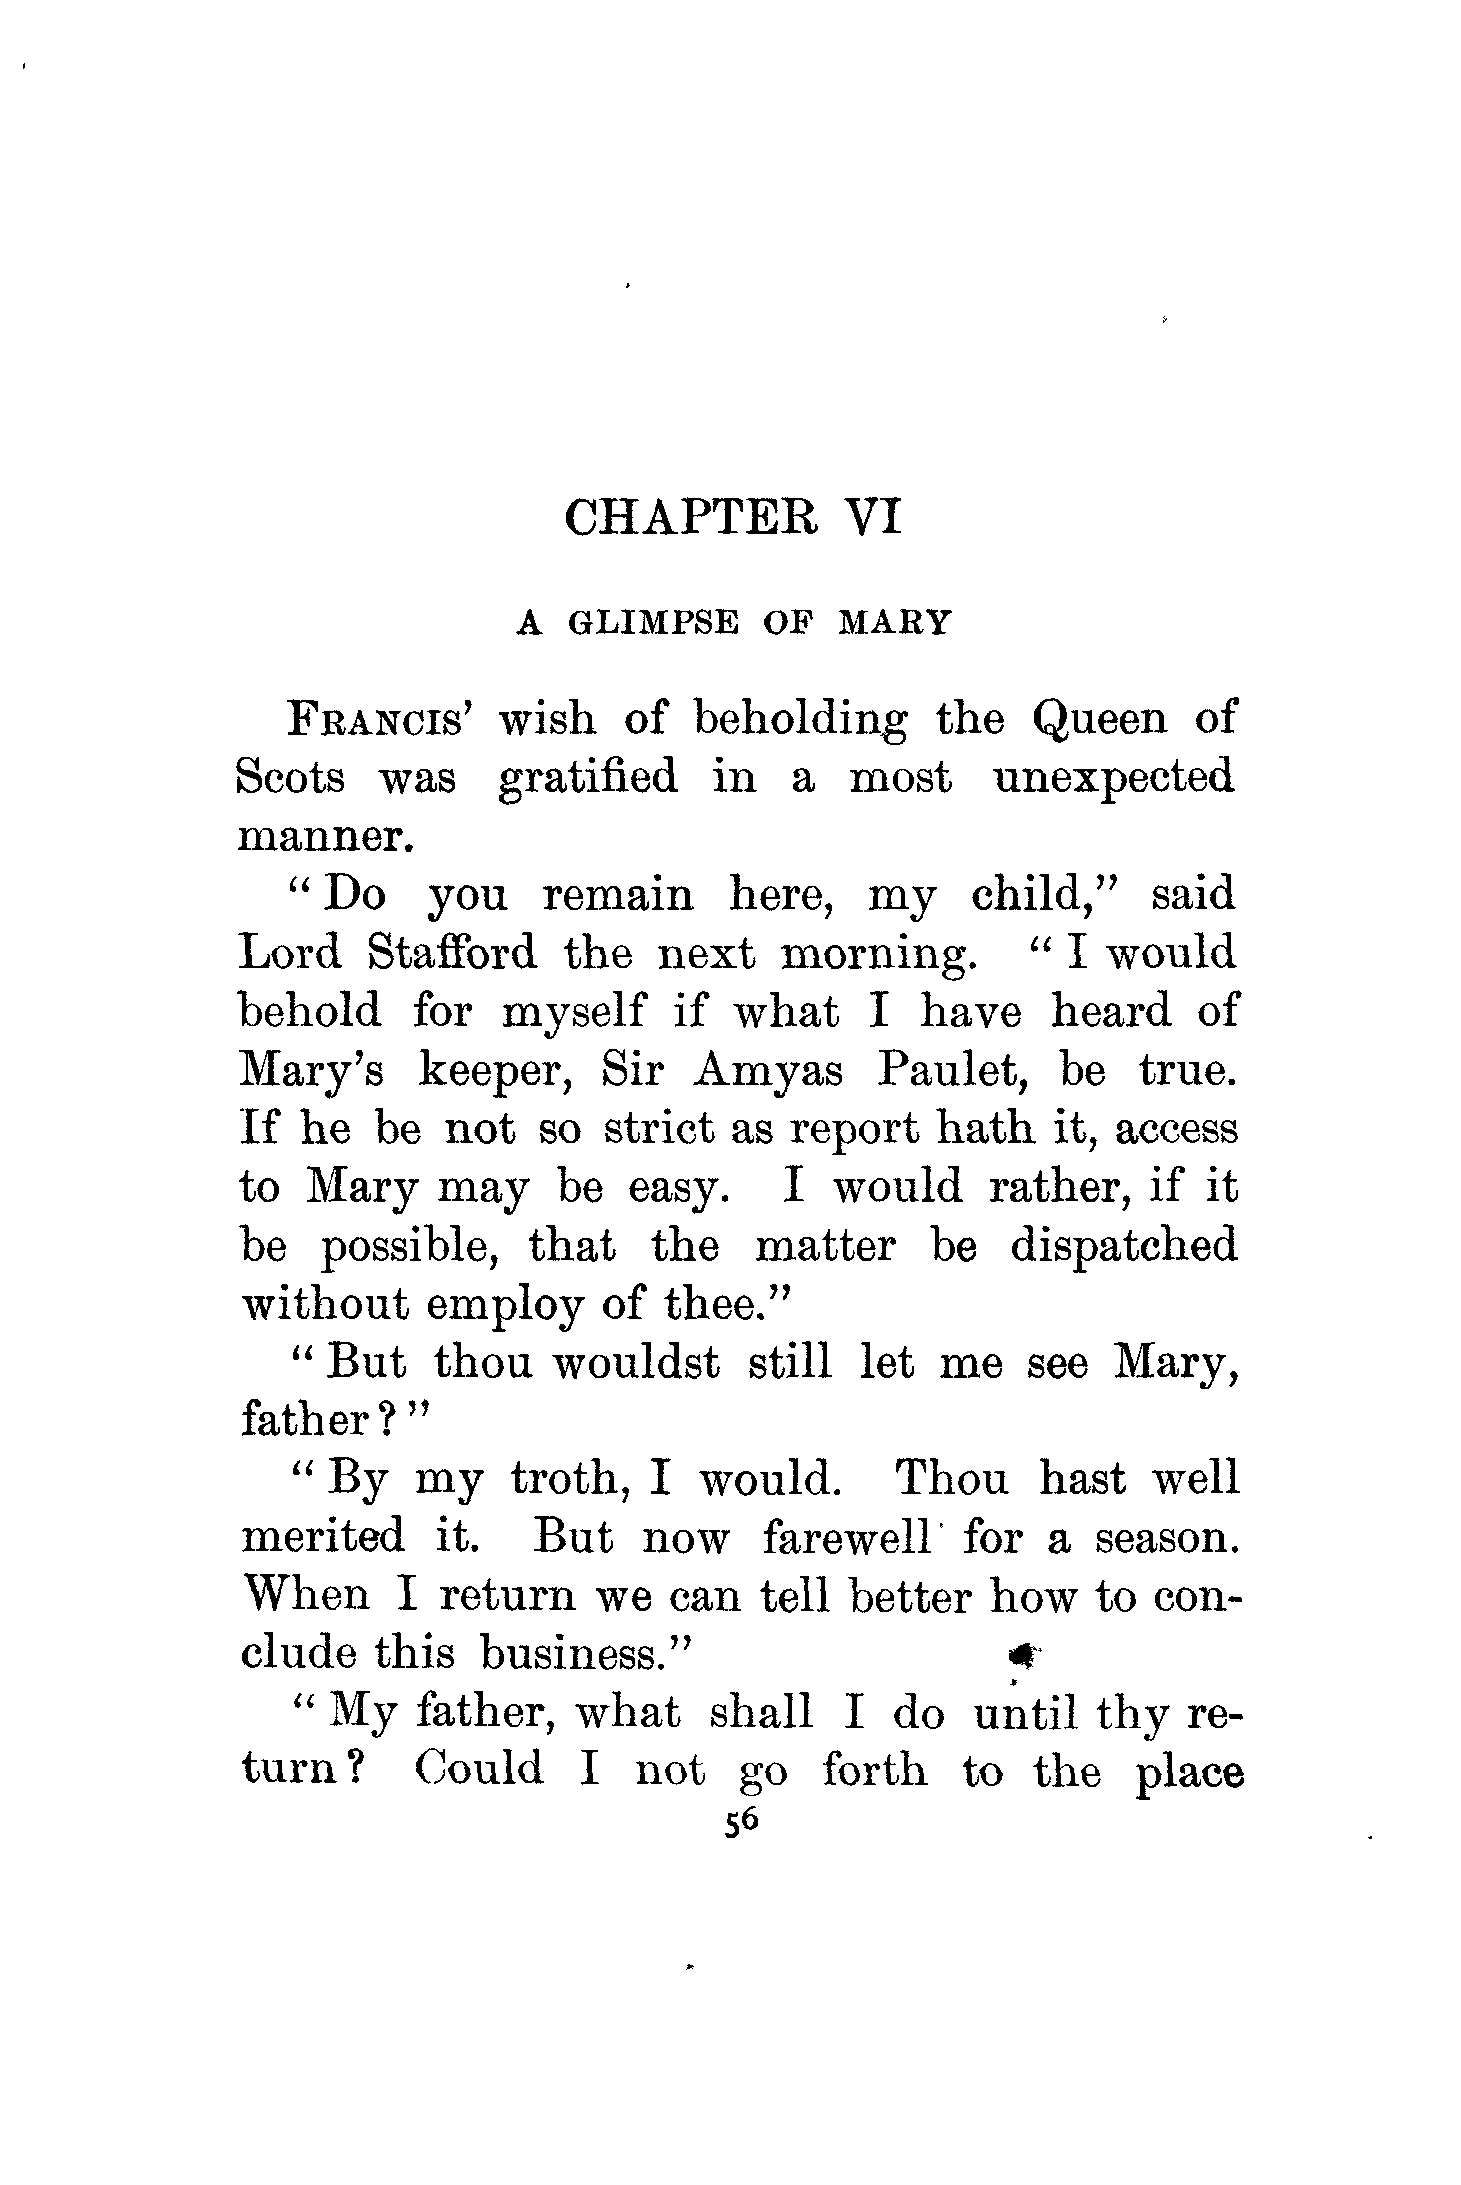 CHAPTER VI
A GLIMPSE OF MARY
FRANCIS' wish of beholding the Queen of
Scots was gratified in a most unexpected
manner.
"Do you remain here, my child," said
Lord Stafford the next morning. "I would
behold for myself if what I have heard of
Mary's keeper, Sir Amyas Paulet, be true.
If he be not so strict as report hath it, access
to Mary may be easy. I would rather, if it
be possible, that the matter be dispatched
without employ of thee."
"But thou wouldst still let me see Mary,
father?"
"By my troth, I would. Thou hast well
merited it. But now farewell for a season.
When I return we can tell better how to con-
clude this business."
"My father, what shall I do until thy re-
turn? Could I not go forth to the place
56